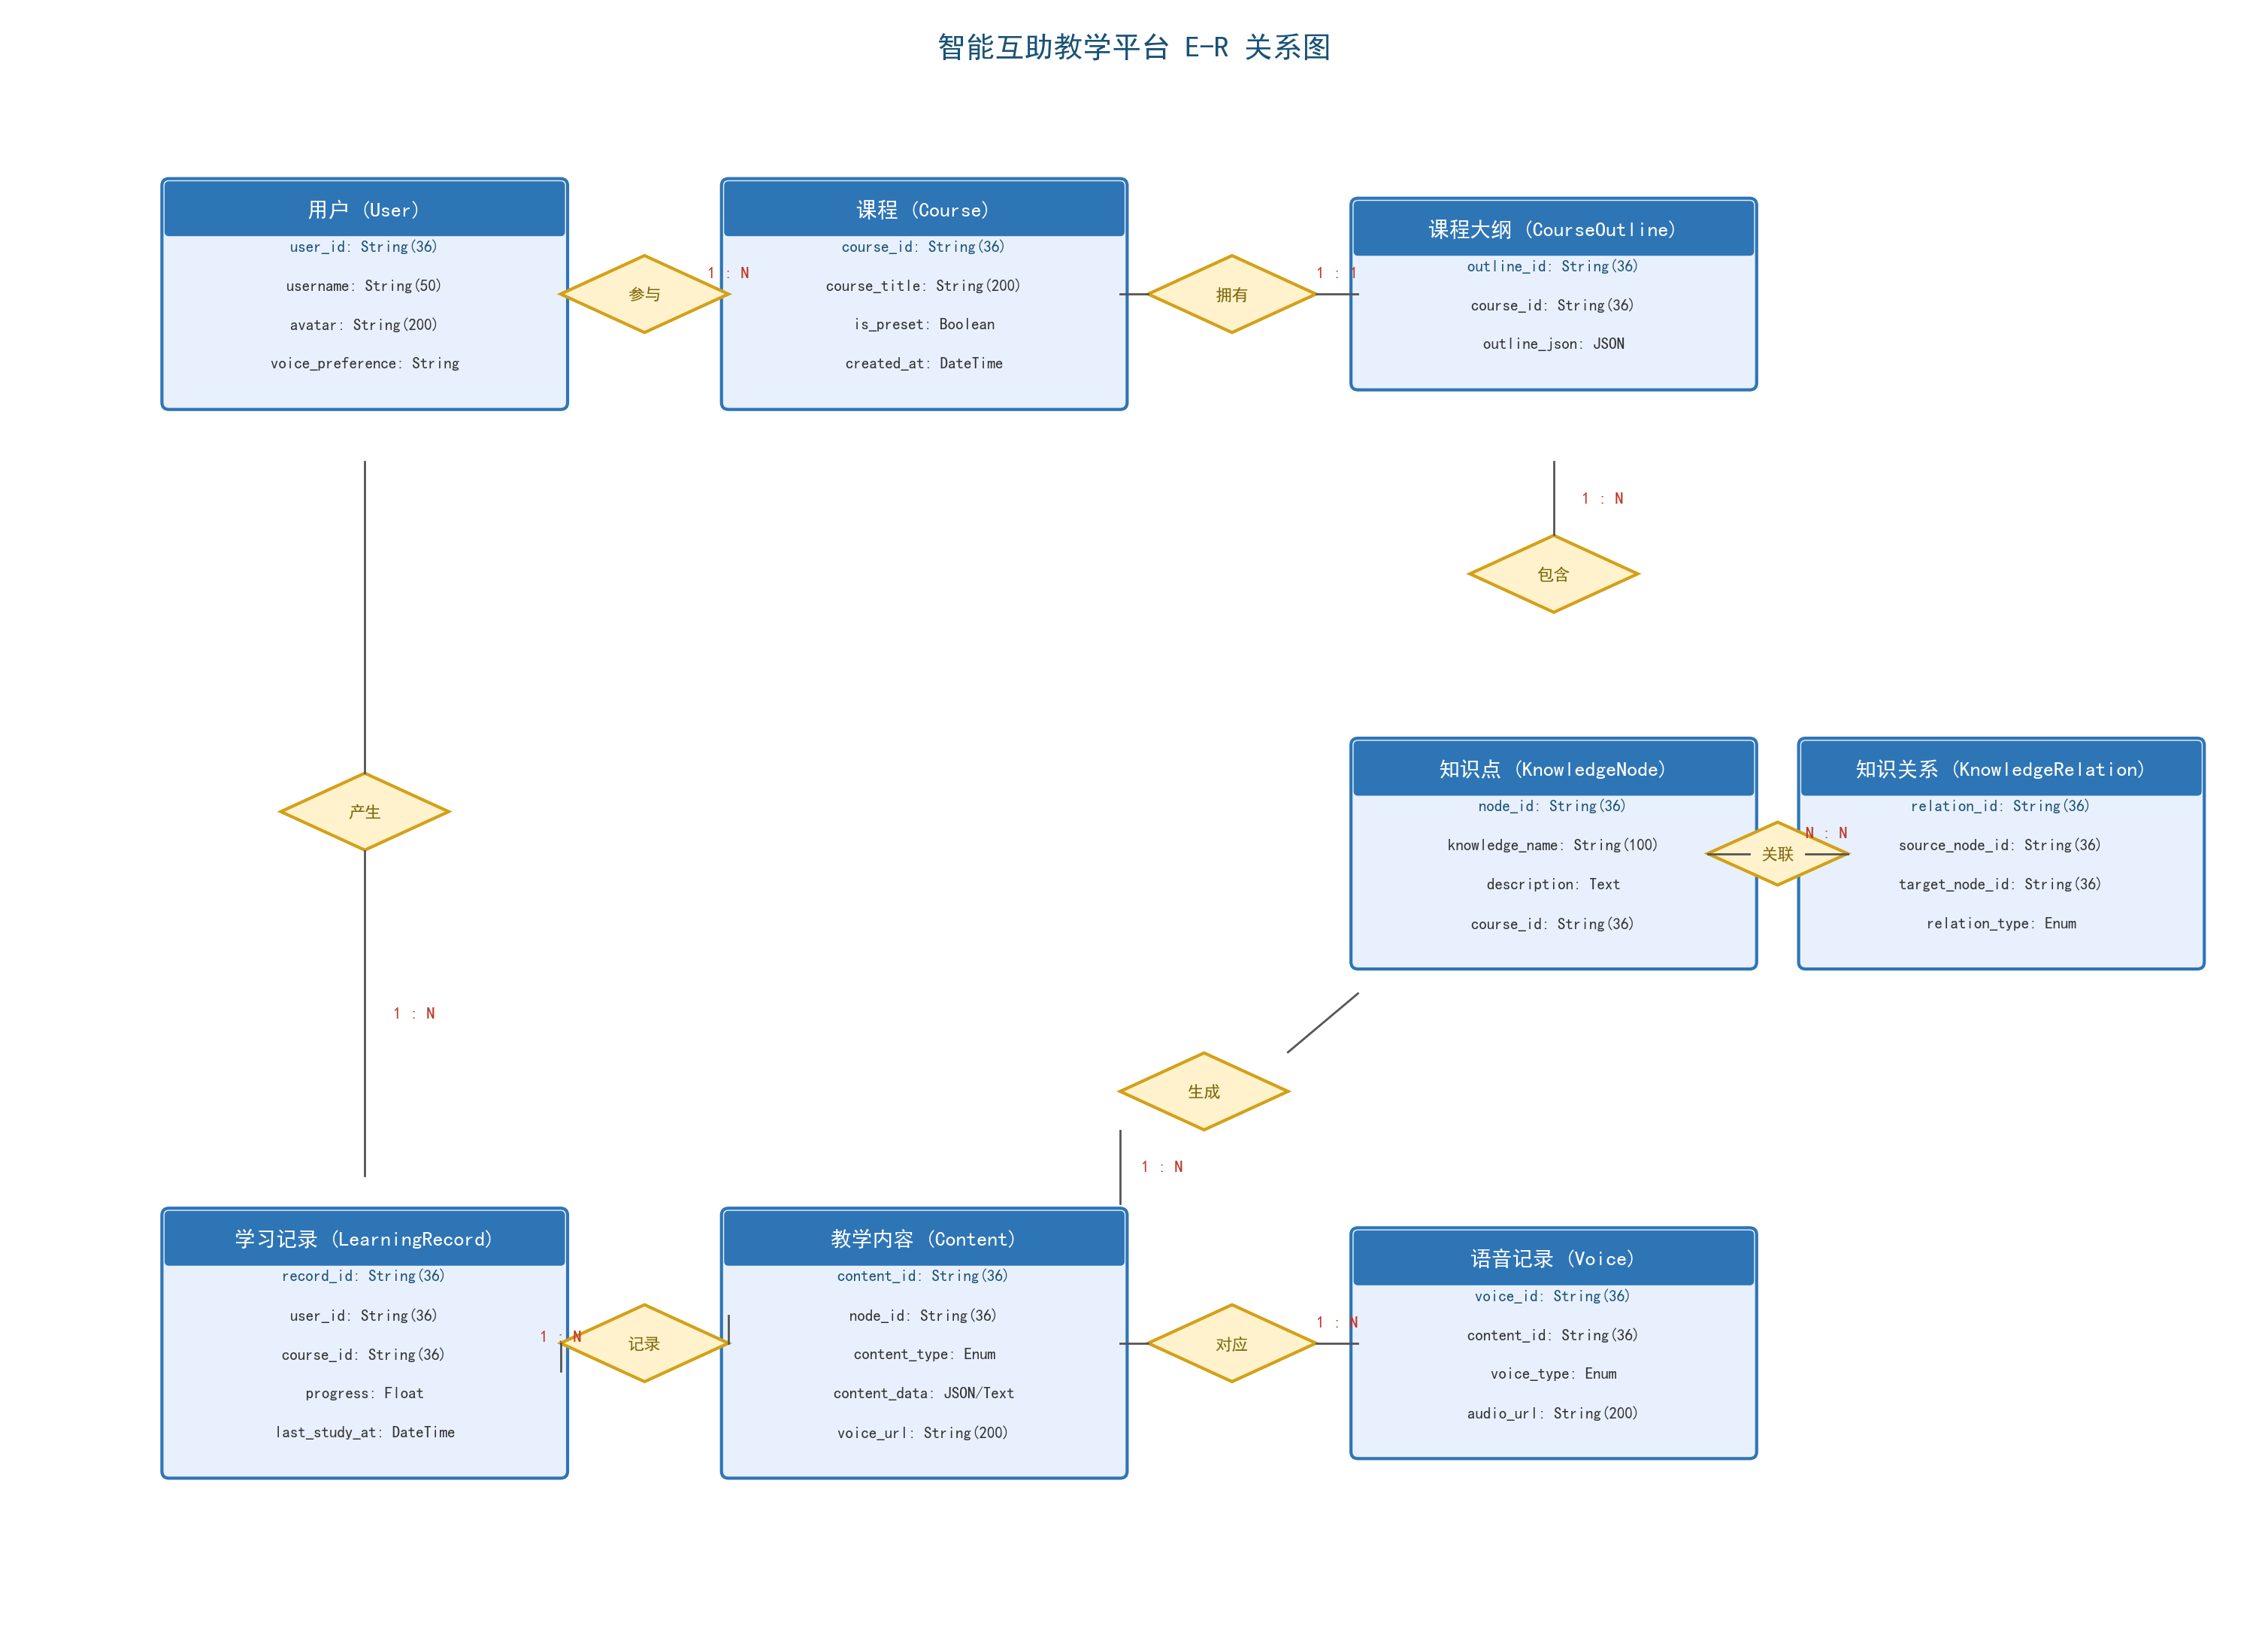 智能互助教学平台 E-R 关系图
用户 (User)
user_id: String(36)
username: String(50)
avatar: String(200)
voice_preference: String
参与
1 : N
课程 (Course)
course_id: String(36)
course_title: String(200)
is_preset: Boolean
created_at: DateTime
拥有
1 : 1
课程大纲 (CourseOutline)
outline_id: String(36)
course_id: String(36)
outline_json: JSON
1 : N
包含
产生
1 : N
知识点 (KnowledgeNode)
node_id: String(36)
knowledge_name: String(100)
description: Text
course_id: String(36)
关联
N : N
知识关系 (KnowledgeRelation)
relation_id: String(36)
source_node_id: String(36)
target_node_id: String(36)
relation_type: Enum
生成
1 : N
学习记录 (LearningRecord)
record_id: String(36)
user_id: String(36)
course_id: String(36)
progress: Float
last_study_at: DateTime
1 : N
记录
教学内容 (Content)
content_id: String(36)
node_id: String(36)
content_type: Enum
content_data: JSON/Text
voice_url: String(200)
对应
1 : N
语音记录 (Voice)
voice_id: String(36)
content_id: String(36)
voice_type: Enum
audio_url: String(200)